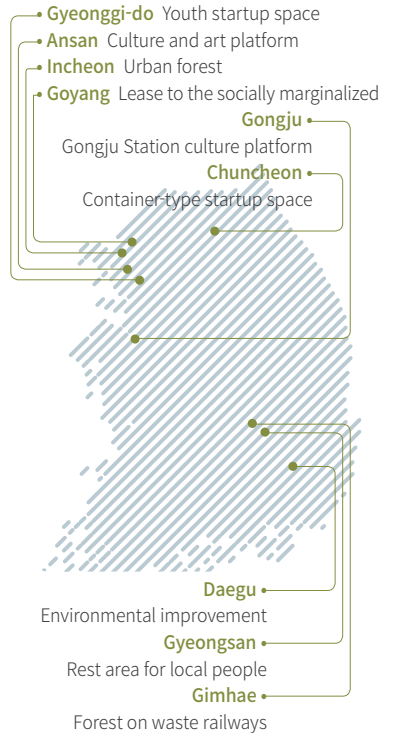 Gyeonggi-do Youth startup space
Ansan Culture and art platform
Incheon Urban forest
Goyang Lease to the socially marginalized
Gongju
Gongju Station culture platform
Chuncheon
Container-type startup space
Daegu
Environmental improvement
Gyeongsan
Rest area for local people
Gimhae
Forest on waste railways